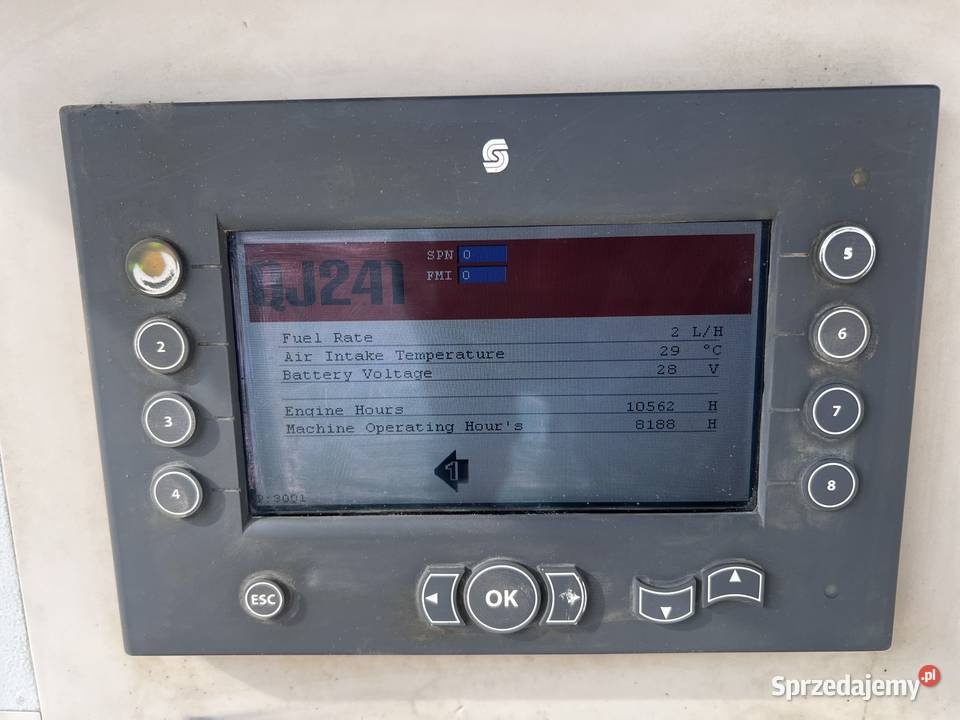 QJ241
SPN 0
FMI 0
Fuel Rate 2 L/H
Air Intake Temperature 29 °C
Battery Voltage 28 V
Engine Hours 10562 H
Machine Operating Hour's 8188 H
1
P:3001
2
3
4
5
6
7
8
ESC
OK
Sprzedajemy.pl